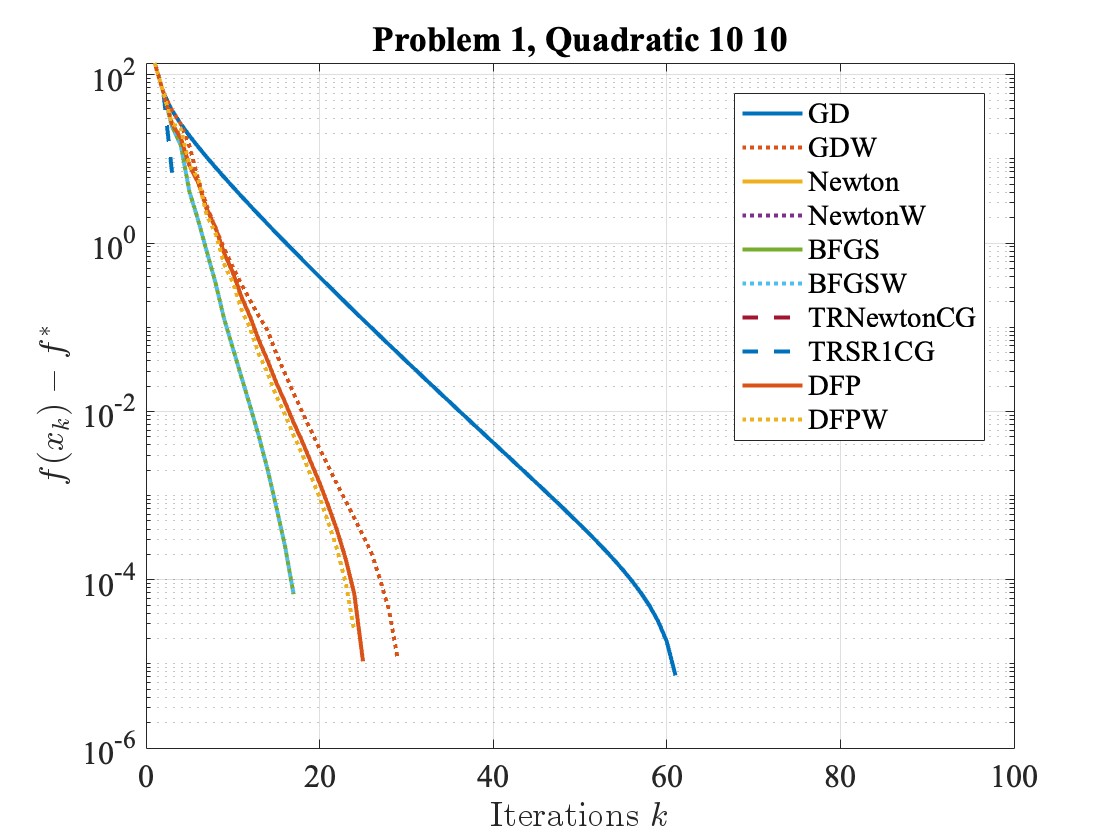 Problem 1, Quadratic 10 10
10^2
10^0
10^-2
10^-4
10^-6
f(x_k) − f^*
0 20 40 60 80 100
Iterations k
GD
GDW
Newton
NewtonW
BFGS
BFGSW
TRNewtonCG
TRSR1CG
DFP
DFPW